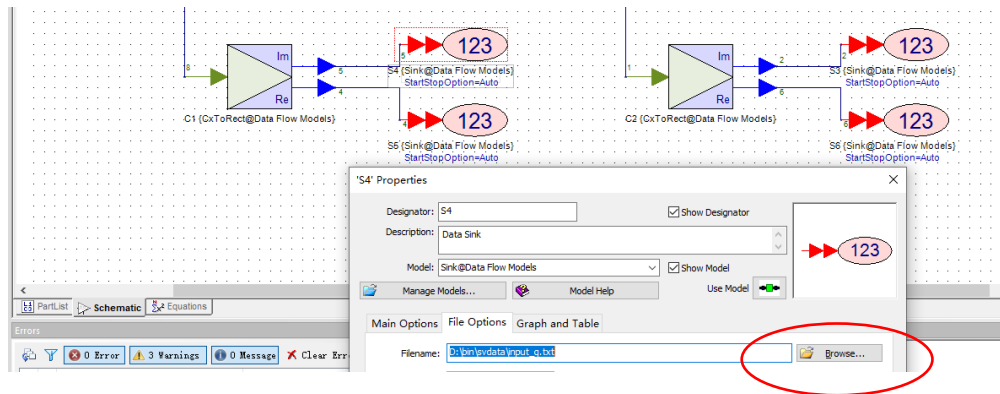 Im
Re
8
5
4
C1 {CxToRect@Data Flow Models}
123
5
S4 {Sink@Data Flow Models}
StartStopOption=Auto
123
4
S5 {Sink@Data Flow Models}
StartStopOption=Auto
Im
Re
1
2
6
C2 {CxToRect@Data Flow Models}
123
2
S3 {Sink@Data Flow Models}
StartStopOption=Auto
123
6
S6 {Sink@Data Flow Models}
StartStopOption=Auto
'S4' Properties
Designator: S4
Show Designator
Description: Data Sink
123
Model: Sink@Data Flow Models
Show Model
Manage Models...
Model Help
Use Model
Main Options File Options Graph and Table
Filename: D:\bin\svdata\input_q.txt
Browse...
PartList Schematic Equations
Errors
0 Error 3 Warnings 0 Message Clear Err